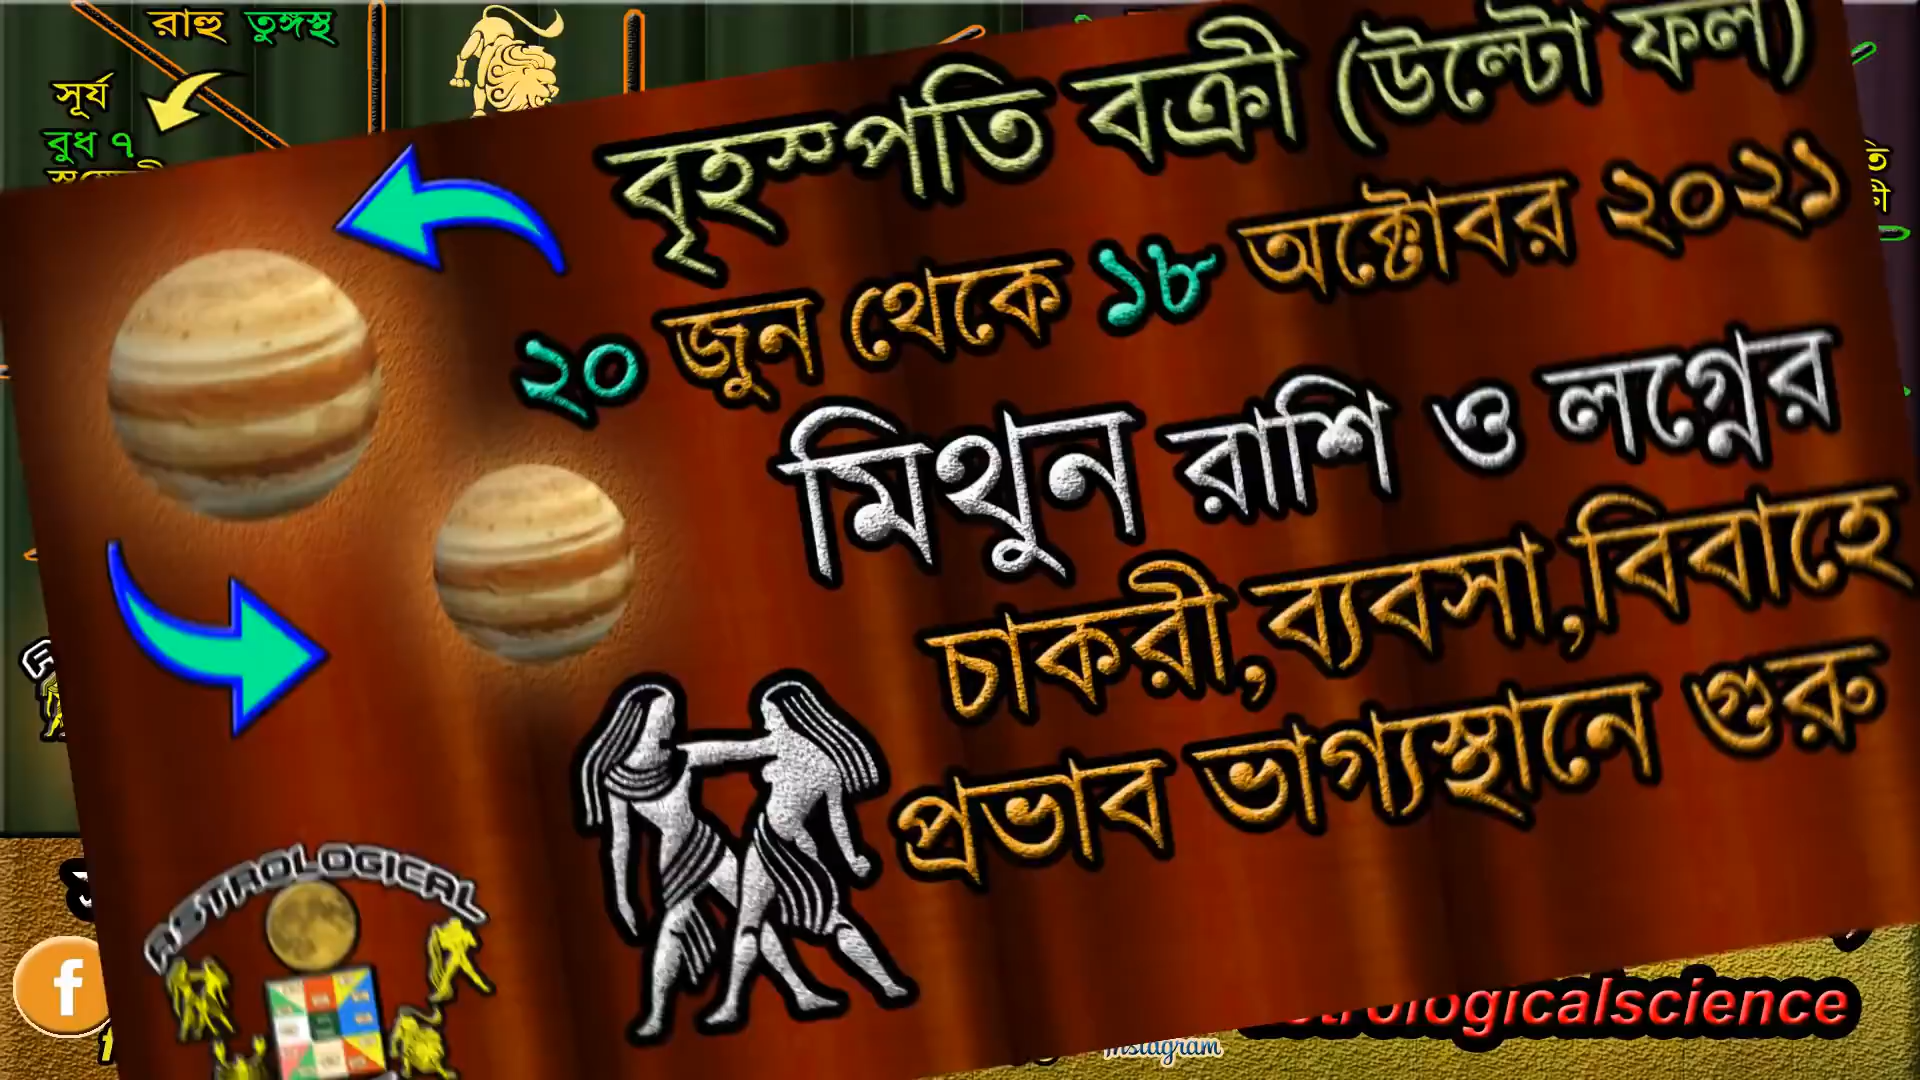 রাহু তুঙ্গস্থ
সূর্য
বুধ ৭
বৃহস্পতি বক্রী (উল্টো ফল)
২০ জুন থেকে ১৮ অক্টোবর ২০২১
মিথুন রাশি ও লগ্নের
চাকরী,ব্যবসা,বিবাহে
প্রভাব ভাগ্যস্থানে গুরু
ASTROLOGICAL
f
Instagram